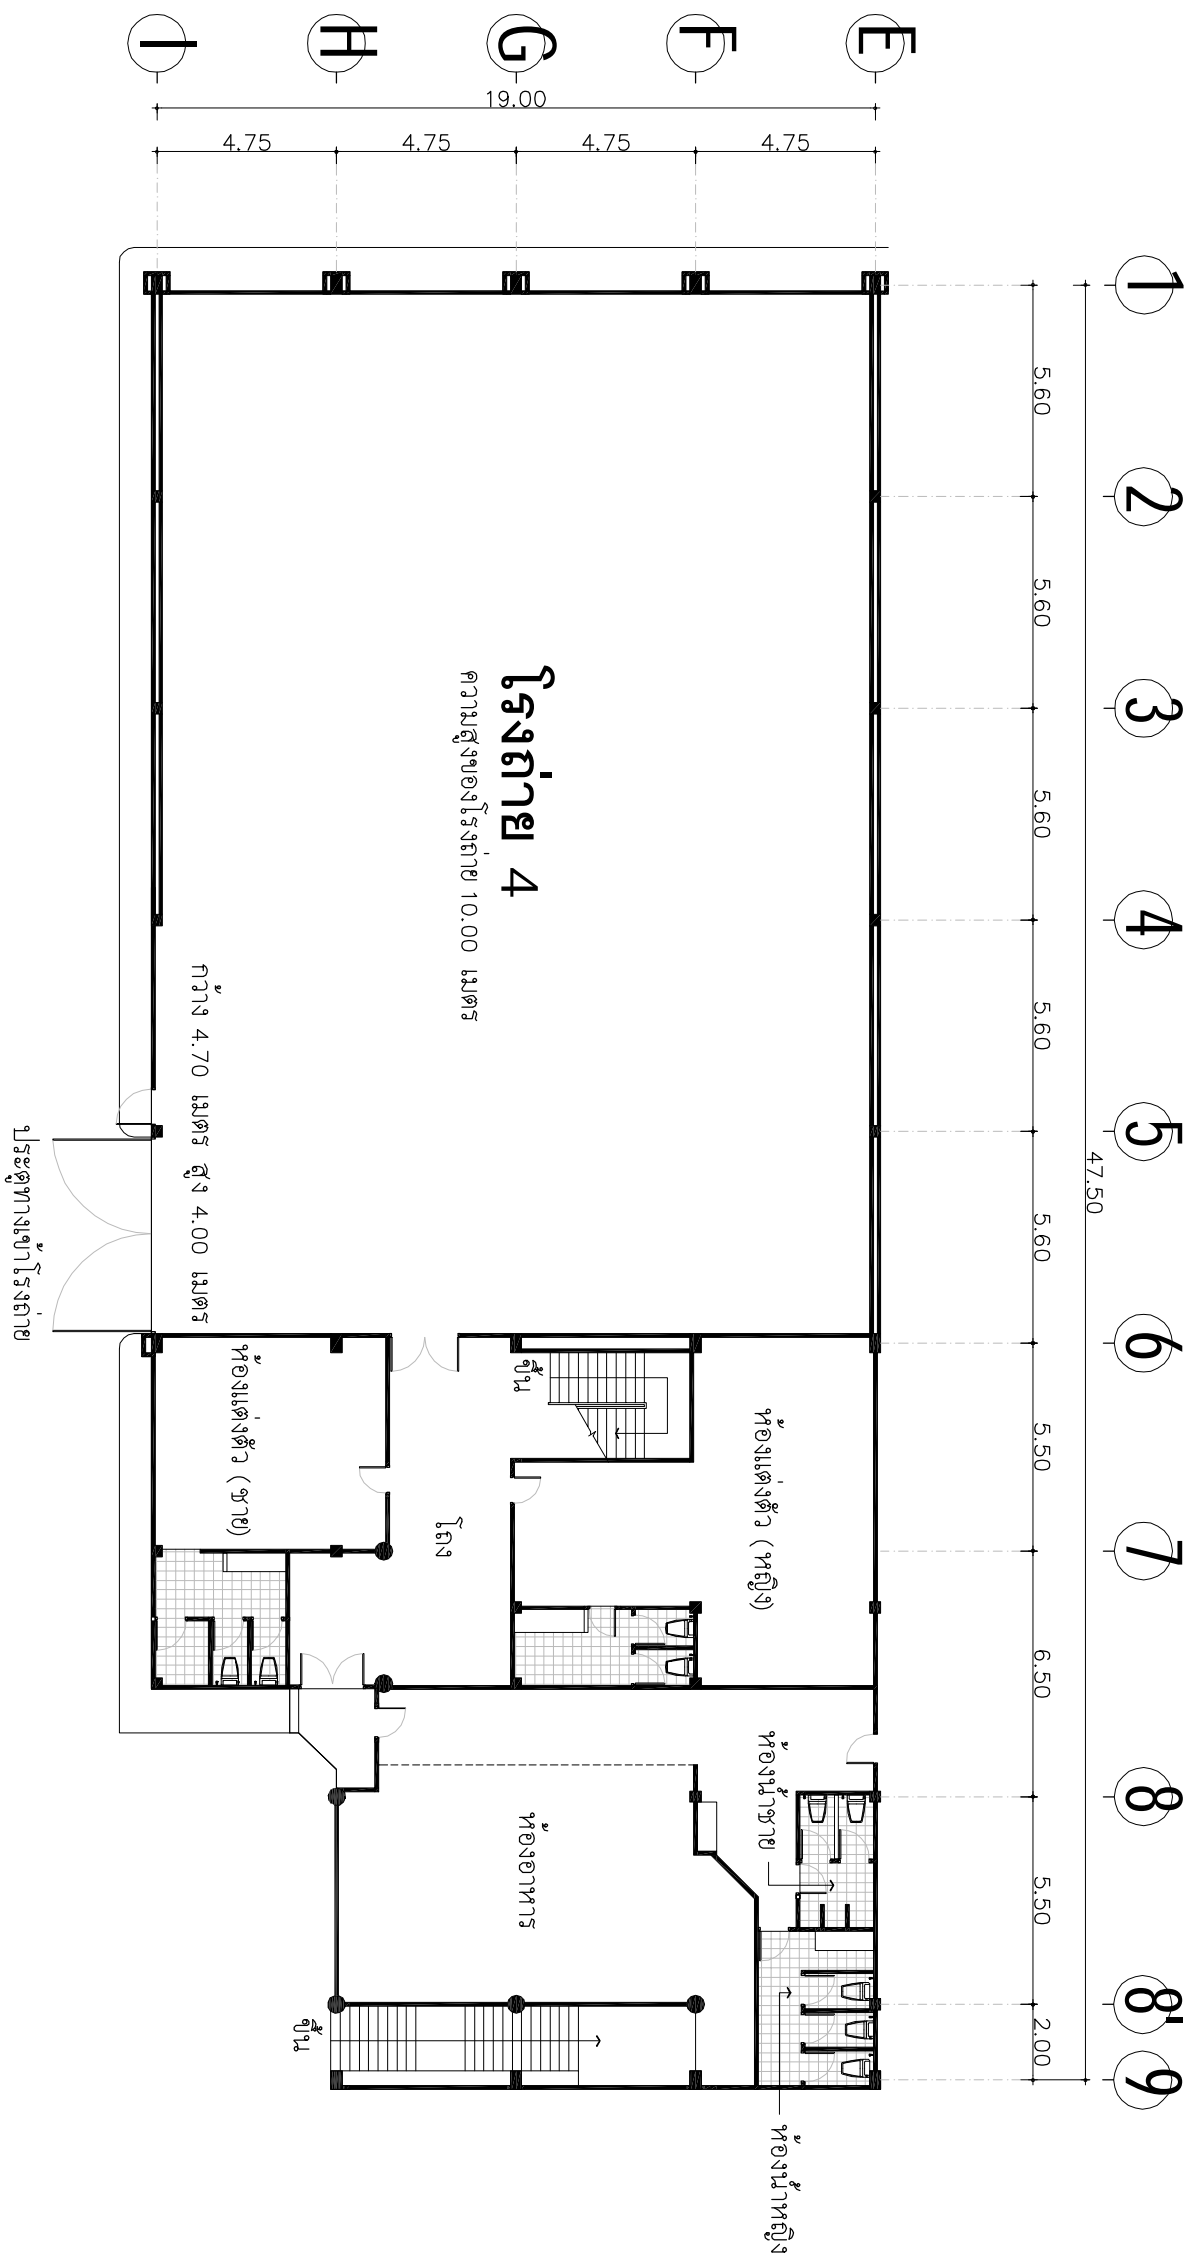 1
2
3
4
5
6
7
8
8'
9
47.50
5.60
5.60
5.60
5.60
5.60
5.50
6.50
5.50
2.00
E
F
G
H
I
19.00
4.75
4.75
4.75
4.75
โรงถ่าย 4
ความสูงของโรงถ่าย 10.00 เมตร
กว้าง 4.70 เมตร สูง 4.00 เมตร
ประตูทางเข้าโรงถ่าย
ห้องแต่งตัว (หญิง)
ขึ้น
โถง
ห้องแต่งตัว (ชาย)
ห้องน้ำชาย
ห้องอาหาร
ขึ้น
ห้องน้ำหญิง